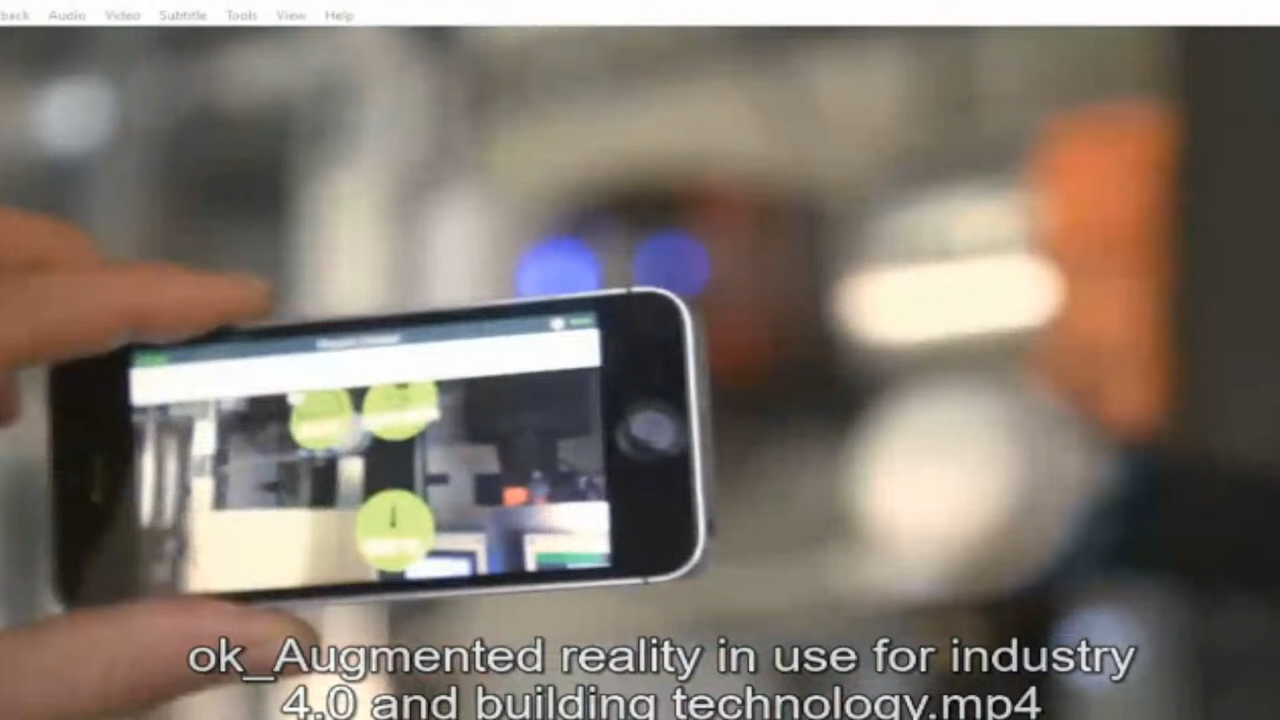 back Audio Video Subtitle Tools View Help
ok_Augmented reality in use for industry
4.0 and building technology.mp4